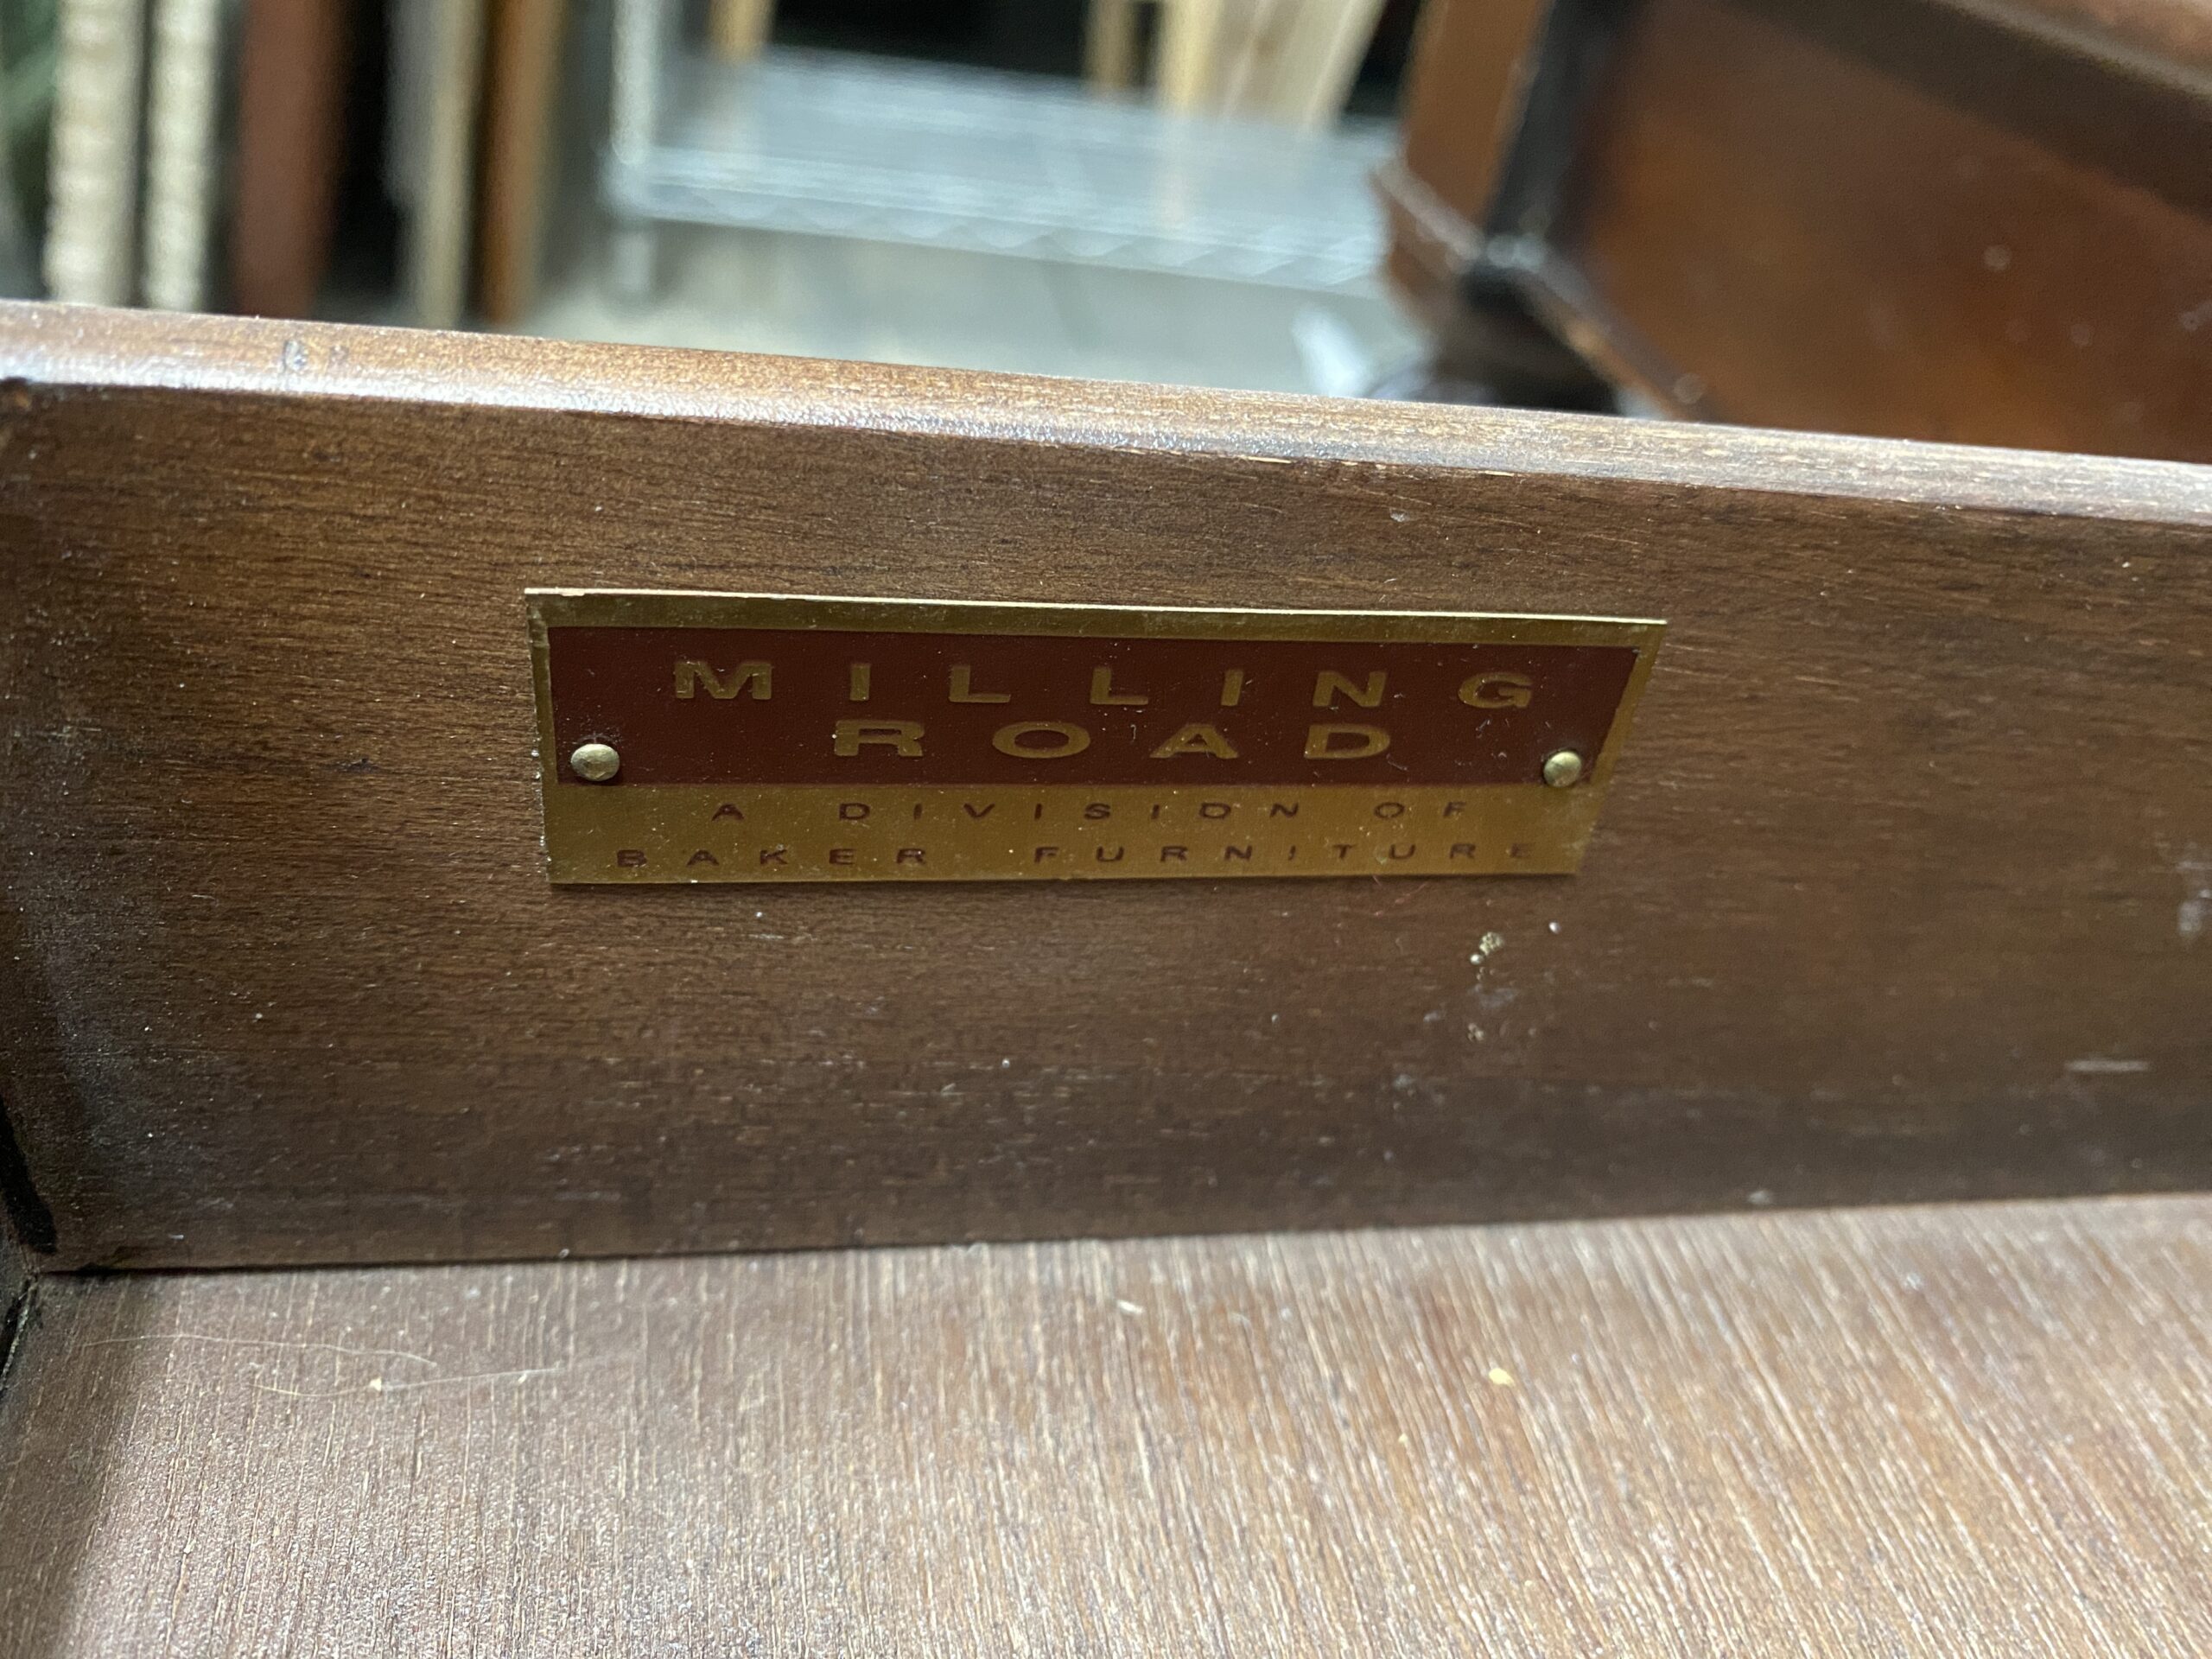 MILLING
ROAD
A DIVISION OF
BAKER FURNITURE